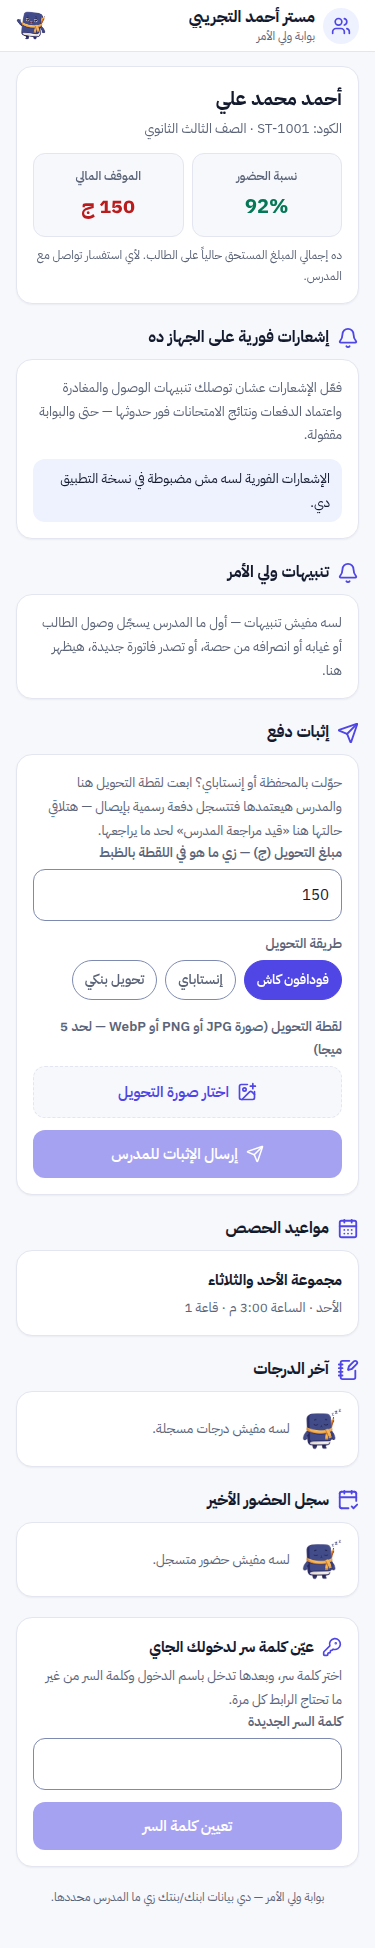 مستر أحمد التجريبي
بوابة ولي الأمر
أحمد محمد علي
الكود: ST-1001 · الصف الثالث الثانوي
نسبة الحضور
92%
الموقف المالي
150 ج
ده إجمالي المبلغ المستحق حالياً على الطالب. لأي استفسار تواصل مع
المدرس.
إشعارات فورية على الجهاز ده
فعّل الإشعارات عشان توصلك تنبيهات الوصول والمغادرة
واعتماد الدفعات ونتائج الامتحانات فور حدوثها — حتى والبوابة
مقفولة.
الإشعارات الفورية لسه مش مضبوطة في نسخة التطبيق
دي.
تنبيهات ولي الأمر
لسه مفيش تنبيهات — أول ما المدرس يسجّل وصول الطالب
أو غيابه أو انصرافه من حصة، أو تصدر فاتورة جديدة، هيظهر
هنا.
إثبات دفع
حوّلت بالمحفظة أو إنستاباي؟ ابعت لقطة التحويل هنا
والمدرس هيعتمدها فتتسجل دفعة رسمية بإيصال — هتلاقي
حالتها هنا «قيد مراجعة المدرس» لحد ما يراجعها.
مبلغ التحويل (ج) — زي ما هو في اللقطة بالظبط
150
طريقة التحويل
فودافون كاش
إنستاباي
تحويل بنكي
لقطة التحويل (صورة JPG أو PNG أو WebP — لحد 5
ميجا)
اختار صورة التحويل
إرسال الإثبات للمدرس
مواعيد الحصص
مجموعة الأحد والثلاثاء
الأحد · الساعة 3:00 م · قاعة 1
آخر الدرجات
لسه مفيش درجات مسجلة.
سجل الحضور الأخير
لسه مفيش حضور متسجل.
عيّن كلمة سر لدخولك الجاي
اختر كلمة سر، وبعدها تدخل باسم الدخول وكلمة السر من غير
ما تحتاج الرابط كل مرة.
كلمة السر الجديدة
تعيين كلمة السر
بوابة ولي الأمر — دي بيانات ابنك/بنتك زي ما المدرس محددها.